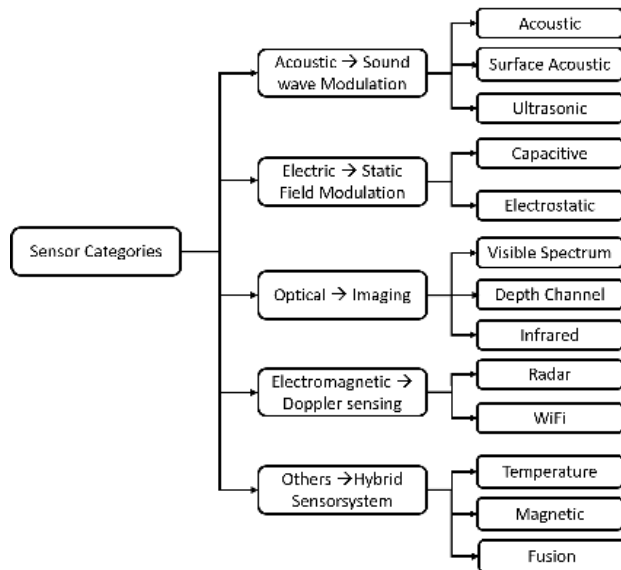 Sensor Categories
Acoustic → Sound
wave Modulation
Acoustic
Surface Acoustic
Ultrasonic
Electric → Static
Field Modulation
Capacitive
Electrostatic
Optical → Imaging
Visible Spectrum
Depth Channel
Infrared
Electromagnetic →
Doppler sensing
Radar
WiFi
Others →Hybrid
Sensorsystem
Temperature
Magnetic
Fusion